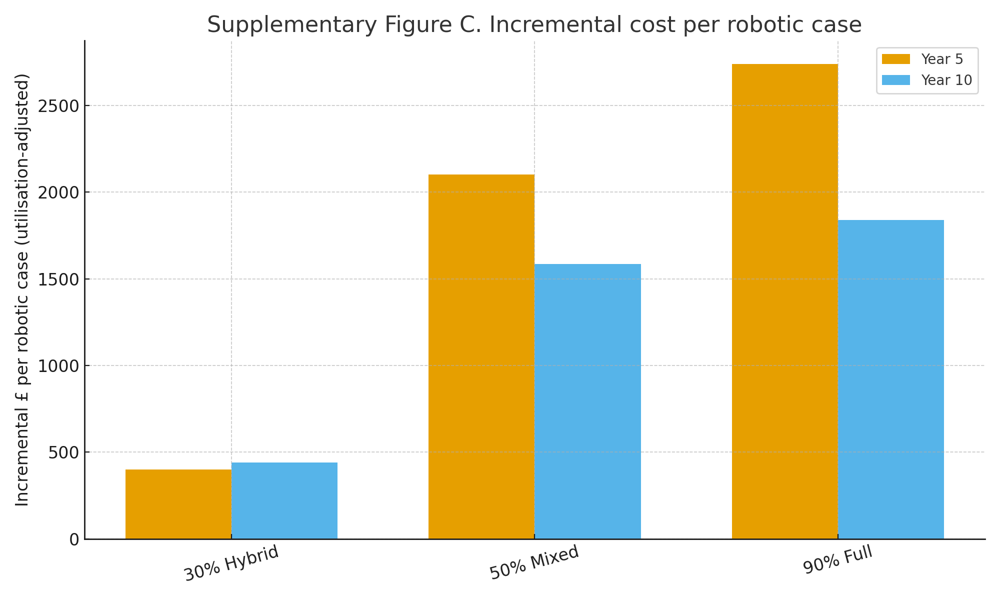 Supplementary Figure C. Incremental cost per robotic case
Year 5
Year 10
Incremental £ per robotic case (utilisation-adjusted)
2500
2000
1500
1000
500
0
30% Hybrid
50% Mixed
90% Full